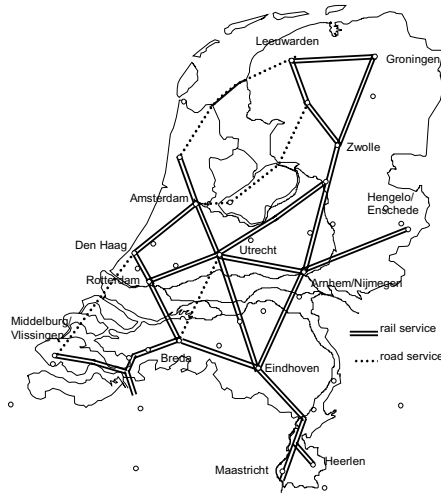 Leeuwarden
Groningen
Zwolle
Hengelo/
Enschede
Amsterdam
Den Haag
Utrecht
Rotterdam
Arnhem/Nijmegen
Middelburg/
Vlissingen
rail service
road service
Breda
Eindhoven
Heerlen
Maastricht